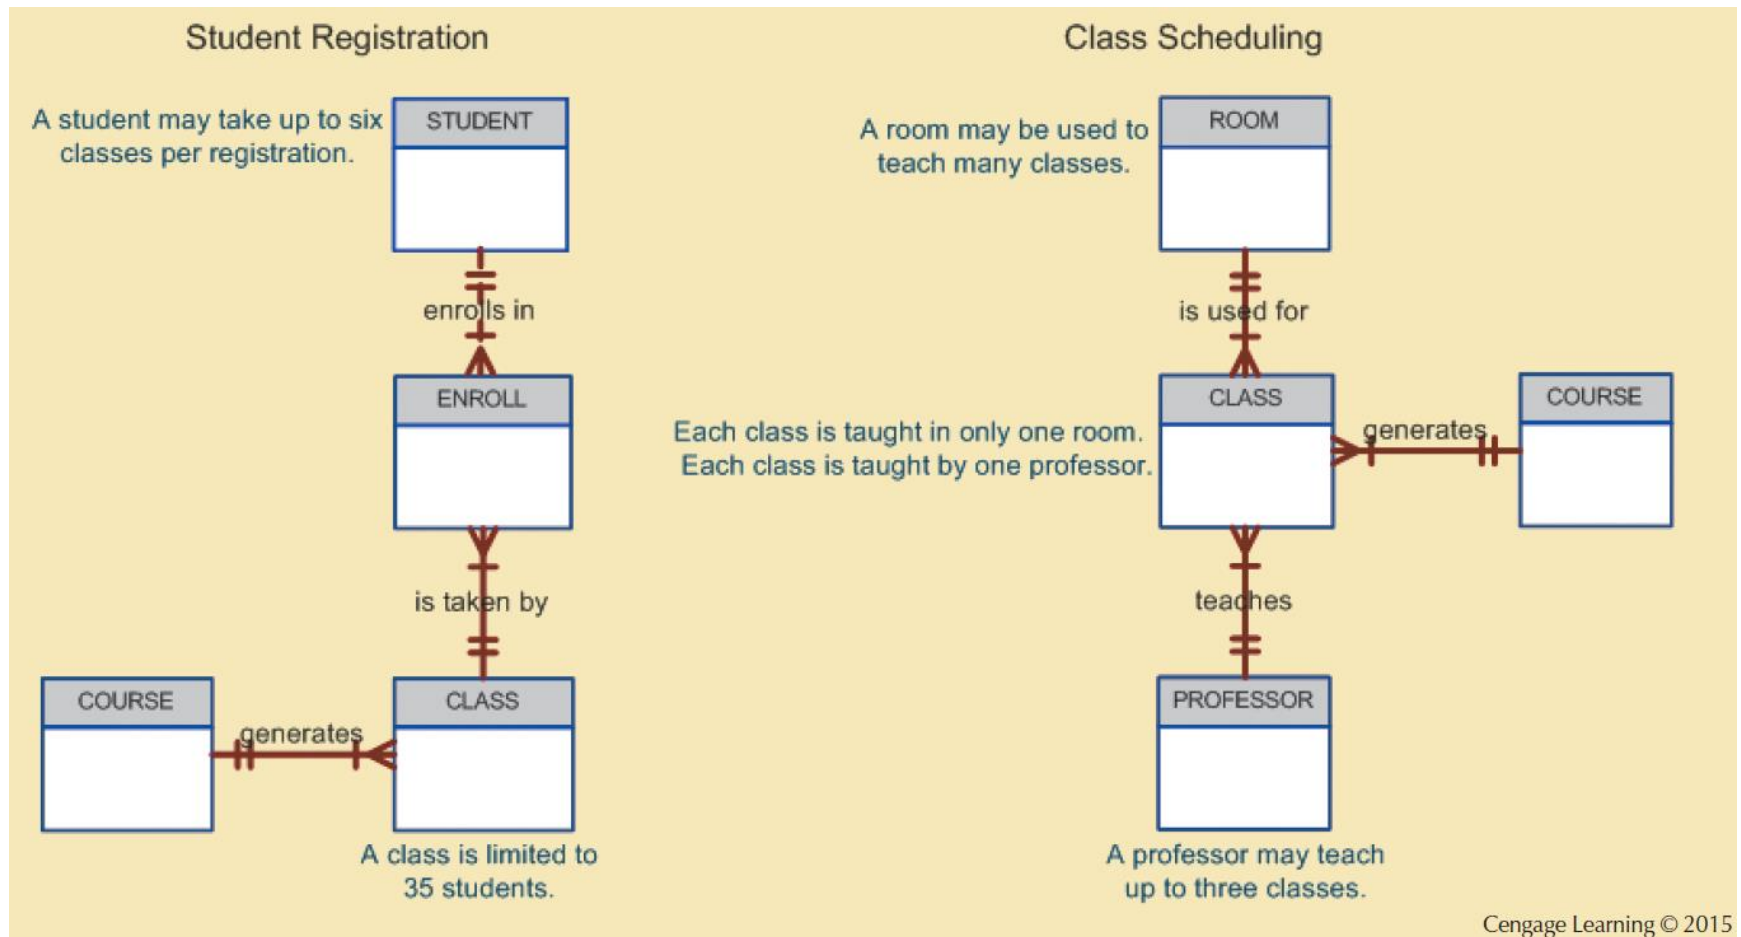 Student Registration
A student may take up to six
classes per registration.
STUDENT
enrolls in
ENROLL
is taken by
COURSE
generates
CLASS
A class is limited to
35 students.
Class Scheduling
A room may be used to
teach many classes.
ROOM
is used for
CLASS
generates
COURSE
Each class is taught in only one room.
Each class is taught by one professor.
teaches
PROFESSOR
A professor may teach
up to three classes.
Cengage Learning © 2015